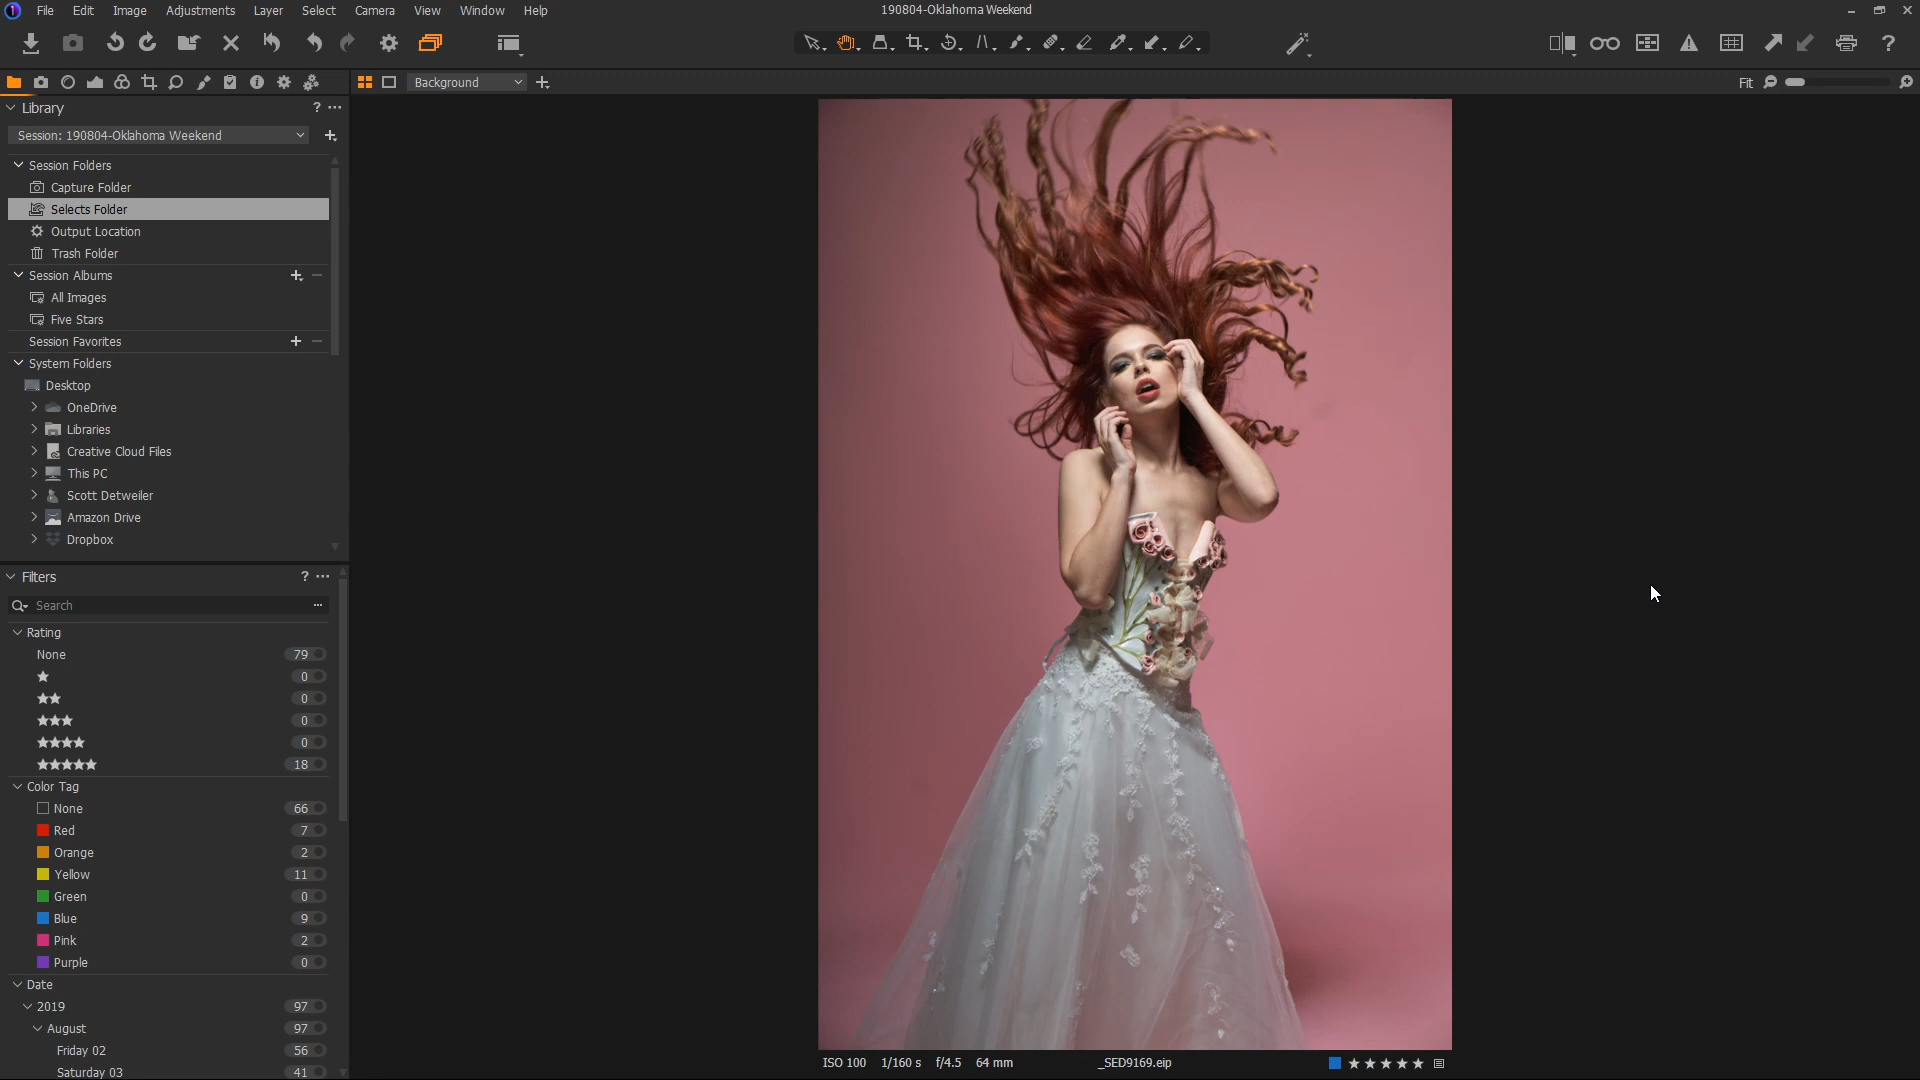 File Edit Image Adjustments Layer Select Camera View Window Help
190804-Oklahoma Weekend
Background
Fit
Library
? ...
Session: 190804-Oklahoma Weekend
Session Folders
Capture Folder
Selects Folder
Output Location
Trash Folder
Session Albums
All Images
Five Stars
Session Favorites
System Folders
Desktop
OneDrive
Libraries
Creative Cloud Files
This PC
Scott Detweiler
Amazon Drive
Dropbox
Filters
? ...
Search
Rating
None 79
0
0
0
0
18
Color Tag
None 66
Red 7
Orange 2
Yellow 11
Green 0
Blue 9
Pink 2
Purple 0
Date
2019 97
August 97
Friday 02 56
Saturday 03 41
ISO 100 1/160 s f/4.5 64 mm _SED9169.eip